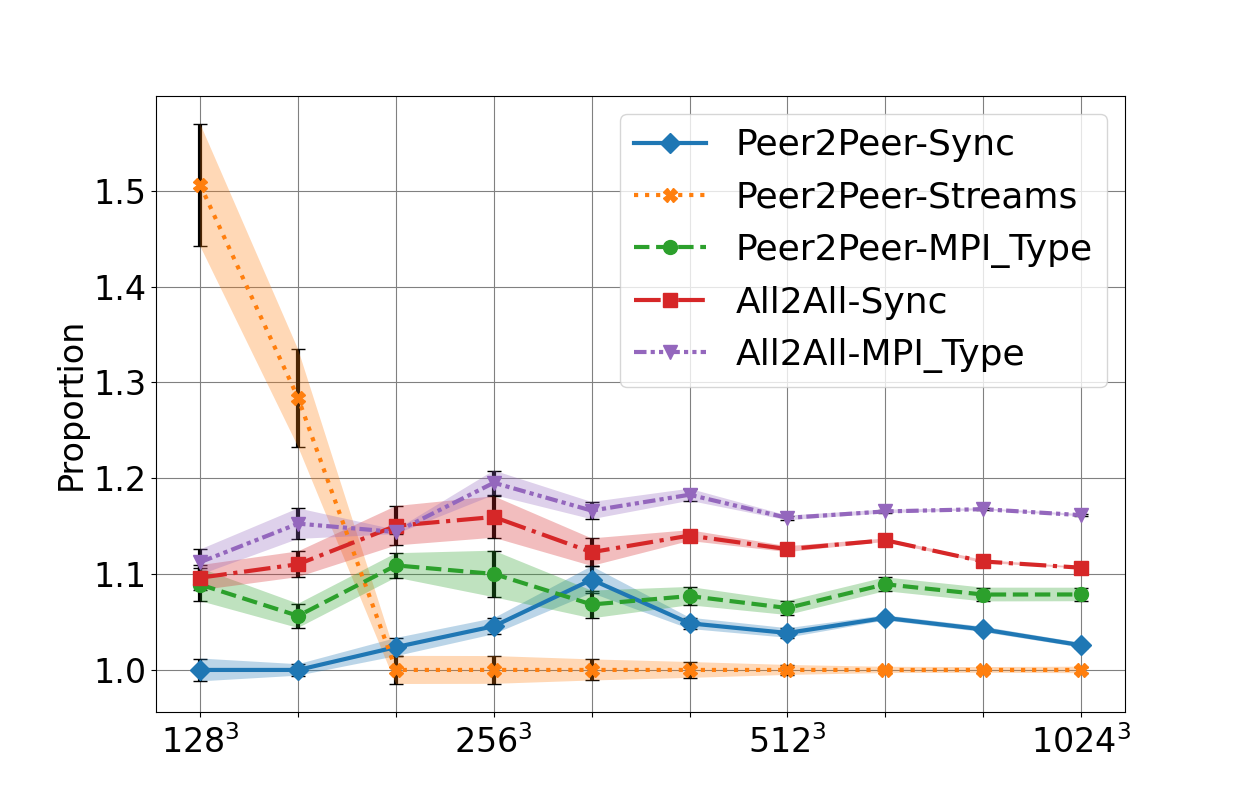 Peer2Peer-Sync
Peer2Peer-Streams
Peer2Peer-MPI_Type
All2All-Sync
All2All-MPI_Type
Proportion
1.5
1.4
1.3
1.2
1.1
1.0
128³ 256³ 512³ 1024³